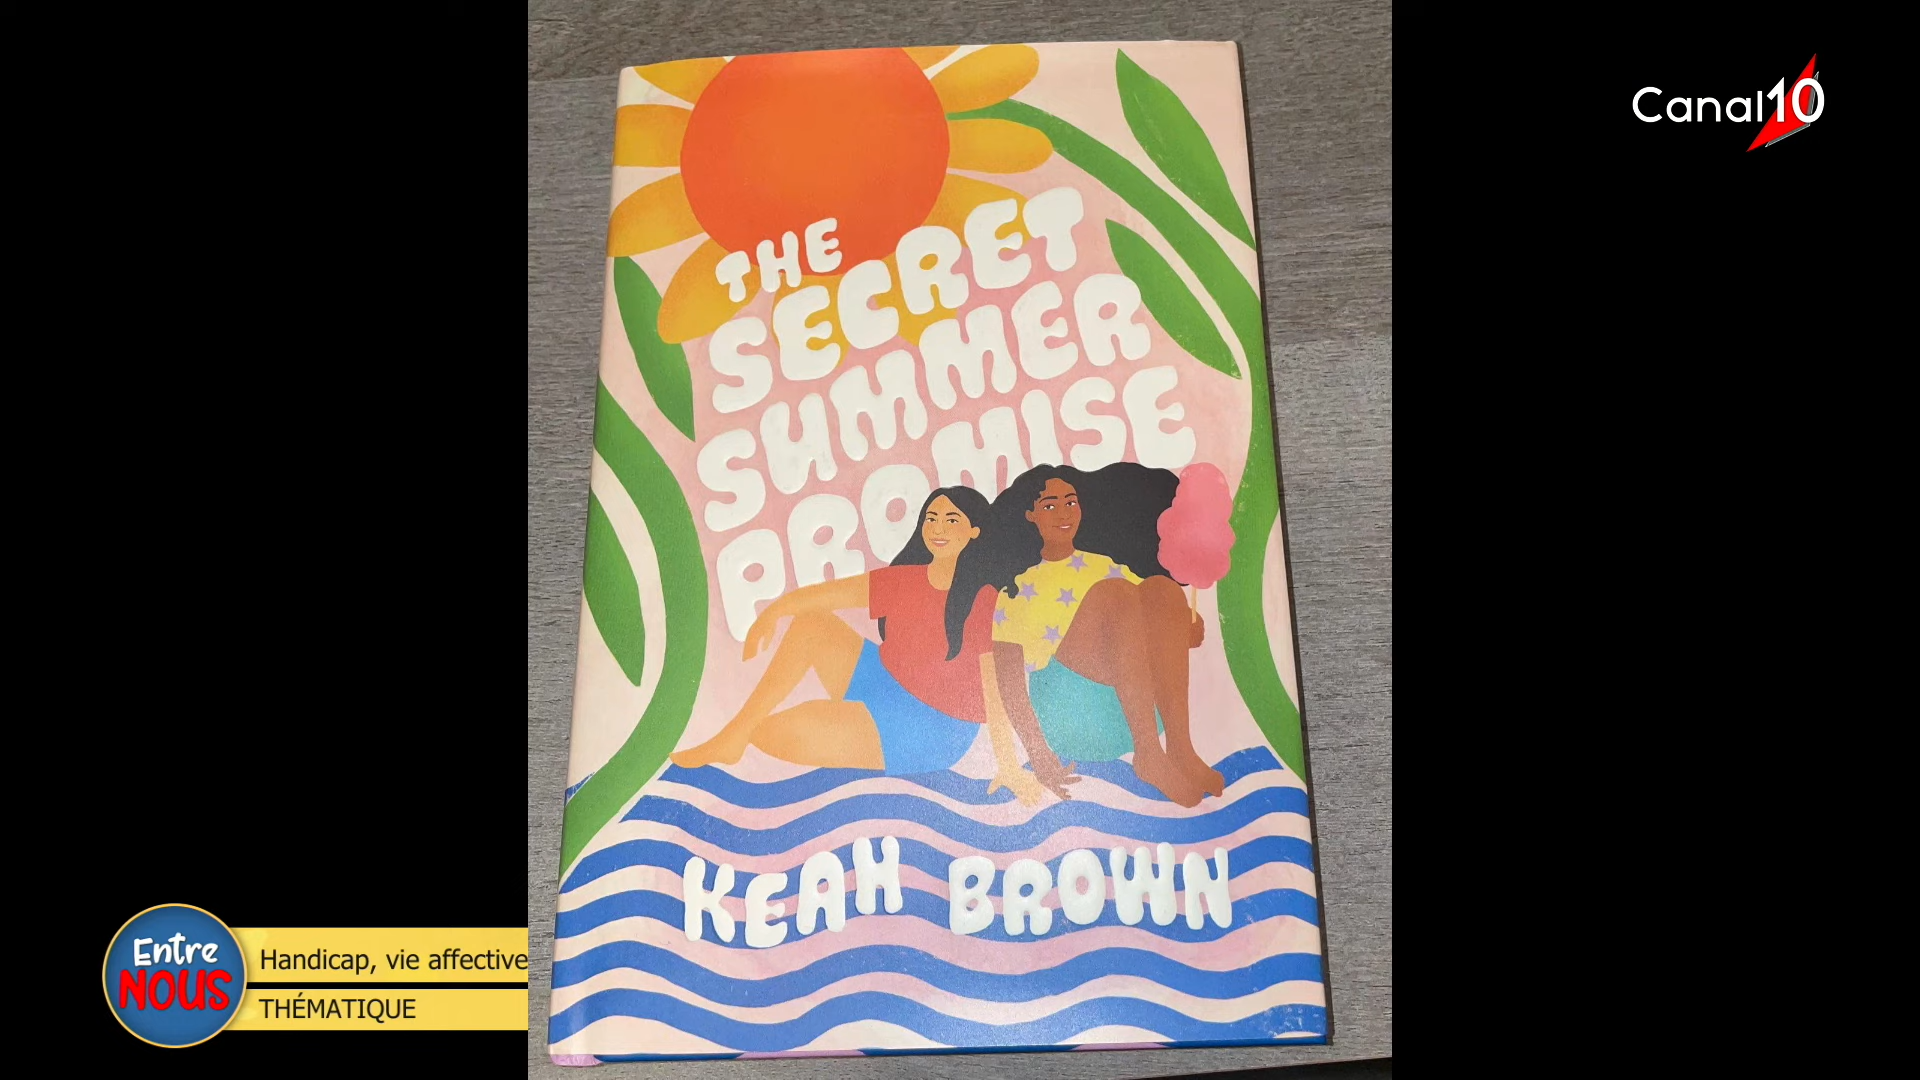 Canal10
THE
SECRET
SUMMER
PROMISE
KEAH BROWN
Entre
NOUS
Handicap, vie affective
THÉMATIQUE